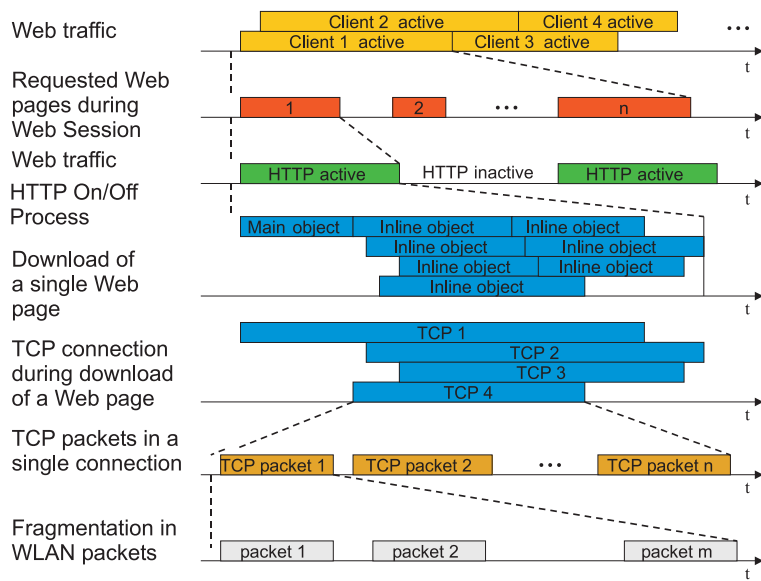 Web traffic
Client 2 active
Client 4 active
...
Client 1 active
Client 3 active
t
Requested Web
pages during
Web Session
1
2
...
n
t
Web traffic
HTTP On/Off
Process
HTTP active
HTTP inactive
HTTP active
t
Download of
a single Web
page
Main object
Inline object
Inline object
Inline object
Inline object
Inline object
Inline object
Inline object
t
TCP connection
during download
of a Web page
TCP 1
TCP 2
TCP 3
TCP 4
t
TCP packets in a
single connection
TCP packet 1
TCP packet 2
...
TCP packet n
t
Fragmentation in
WLAN packets
packet 1
packet 2
packet m
t